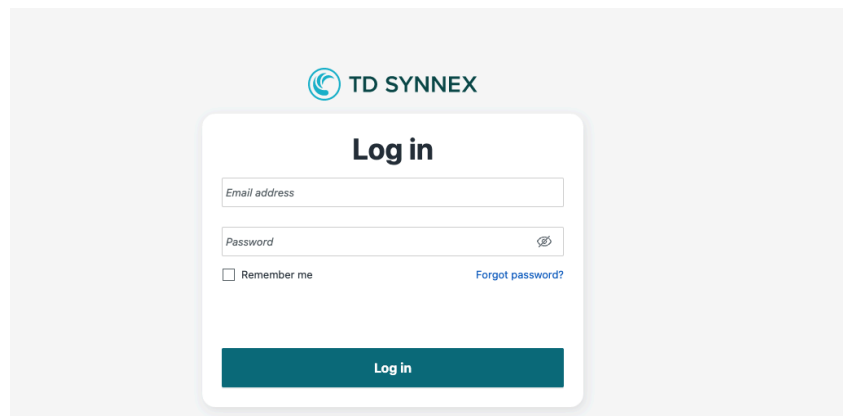 TD SYNNEX
Log in
Email address
Password
Remember me Forgot password?
Log in